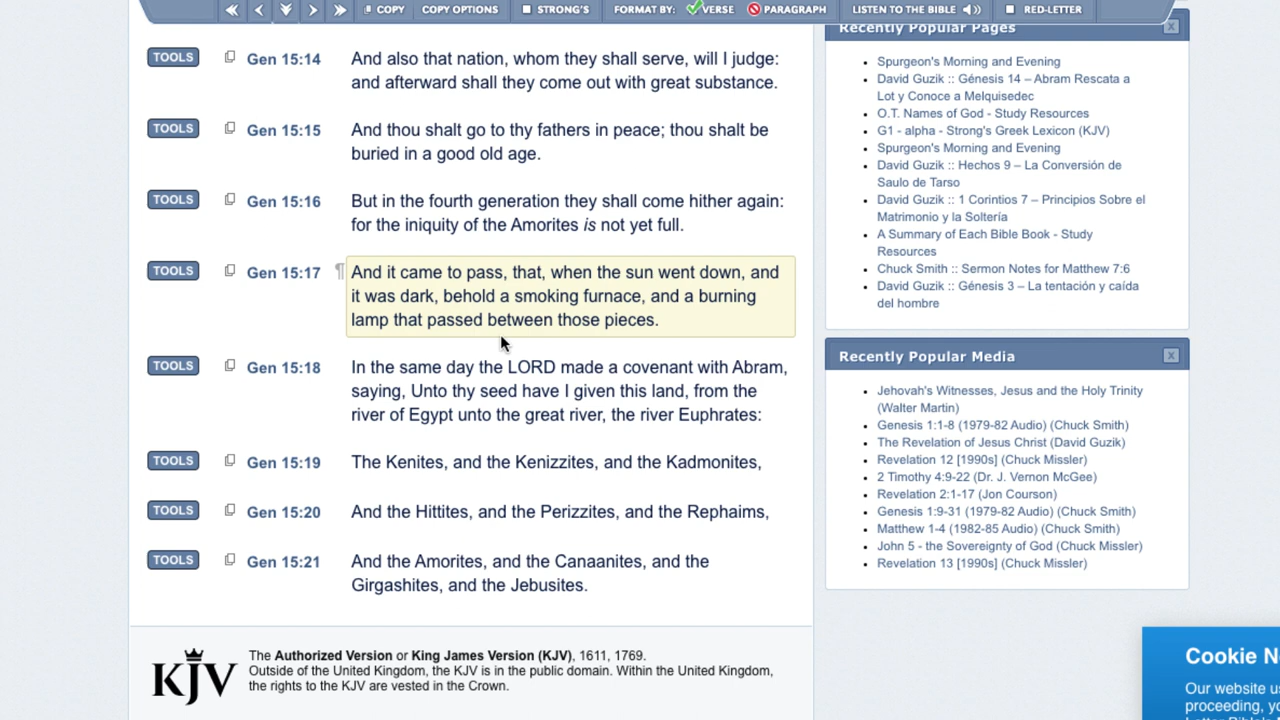 COPY COPY OPTIONS STRONG'S FORMAT BY: VERSE PARAGRAPH LISTEN TO THE BIBLE RED-LETTER
TOOLS Gen 15:14 And also that nation, whom they shall serve, will I judge:
and afterward shall they come out with great substance.
TOOLS Gen 15:15 And thou shalt go to thy fathers in peace; thou shalt be
buried in a good old age.
TOOLS Gen 15:16 But in the fourth generation they shall come hither again:
for the iniquity of the Amorites is not yet full.
TOOLS Gen 15:17 ¶ And it came to pass, that, when the sun went down, and
it was dark, behold a smoking furnace, and a burning
lamp that passed between those pieces.
TOOLS Gen 15:18 In the same day the LORD made a covenant with Abram,
saying, Unto thy seed have I given this land, from the
river of Egypt unto the great river, the river Euphrates:
TOOLS Gen 15:19 The Kenites, and the Kenizzites, and the Kadmonites,
TOOLS Gen 15:20 And the Hittites, and the Perizzites, and the Rephaims,
TOOLS Gen 15:21 And the Amorites, and the Canaanites, and the
Girgashites, and the Jebusites.
KJV
The Authorized Version or King James Version (KJV), 1611, 1769.
Outside of the United Kingdom, the KJV is in the public domain. Within the United Kingdom,
the rights to the KJV are vested in the Crown.
Recently Popular Pages
Spurgeon's Morning and Evening
David Guzik :: Génesis 14 – Abram Rescata a
Lot y Conoce a Melquisedec
O.T. Names of God - Study Resources
G1 - alpha - Strong's Greek Lexicon (KJV)
Spurgeon's Morning and Evening
David Guzik :: Hechos 9 – La Conversión de
Saulo de Tarso
David Guzik :: 1 Corintios 7 – Principios Sobre el
Matrimonio y la Soltería
A Summary of Each Bible Book - Study
Resources
Chuck Smith :: Sermon Notes for Matthew 7:6
David Guzik :: Génesis 3 – La tentación y caída
del hombre
Recently Popular Media
Jehovah's Witnesses, Jesus and the Holy Trinity
(Walter Martin)
Genesis 1:1-8 (1979-82 Audio) (Chuck Smith)
The Revelation of Jesus Christ (David Guzik)
Revelation 12 [1990s] (Chuck Missler)
2 Timothy 4:9-22 (Dr. J. Vernon McGee)
Revelation 2:1-17 (Jon Courson)
Genesis 1:9-31 (1979-82 Audio) (Chuck Smith)
Matthew 1-4 (1982-85 Audio) (Chuck Smith)
John 5 - the Sovereignty of God (Chuck Missler)
Revelation 13 [1990s] (Chuck Missler)
Cookie N
Our website u
proceeding, yo